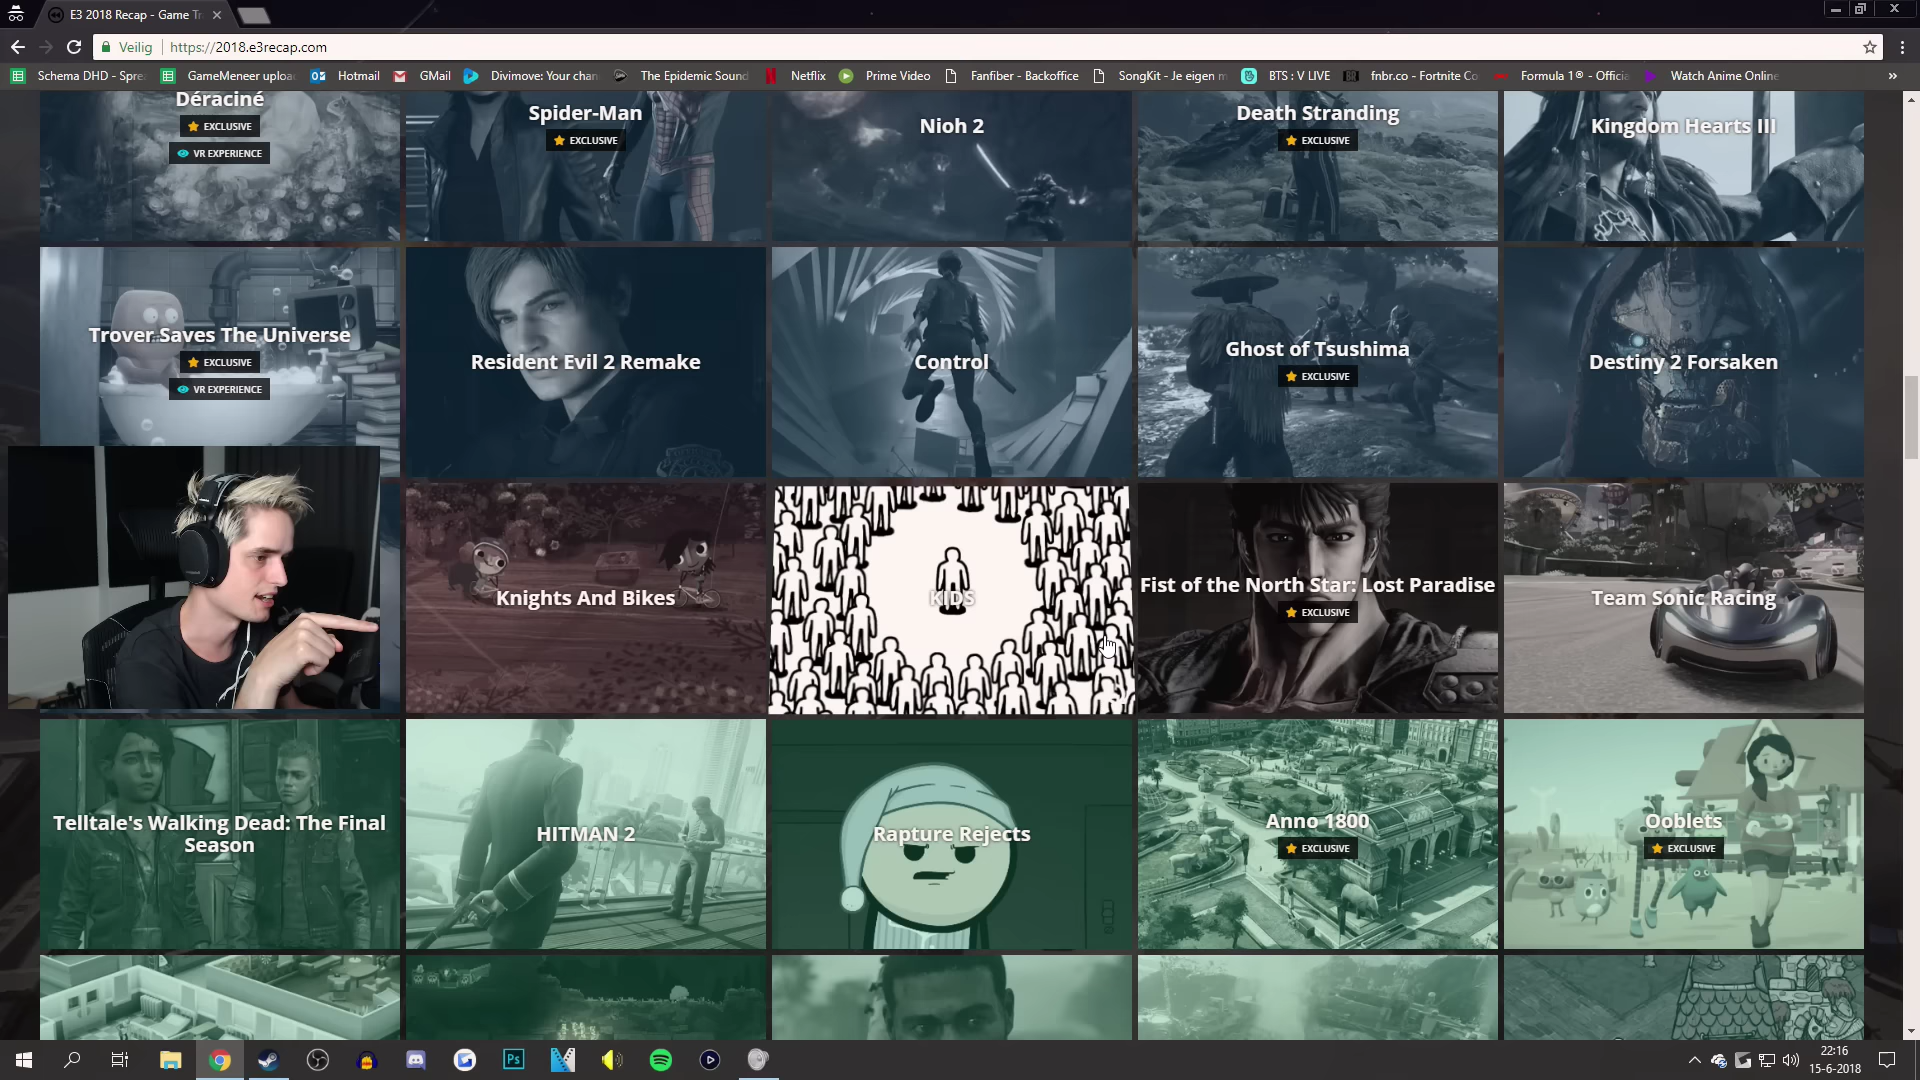 E3 2018 Recap - Game Tr
Veilig
https://2018.e3recap.com
Schema DHD - Spre
GameMeneer uploa
Hotmail
GMail
Divimove: Your chan
The Epidemic Sound
Netflix
Prime Video
Fanfiber - Backoffice
SongKit - Je eigen m
BTS : V LIVE
fnbr.co - Fortnite Co
Formula 1® - Officia
Watch Anime Online
»
Déraciné
EXCLUSIVE
VR EXPERIENCE
Spider-Man
EXCLUSIVE
Nioh 2
Death Stranding
EXCLUSIVE
Kingdom Hearts III
Trover Saves The Universe
EXCLUSIVE
VR EXPERIENCE
Resident Evil 2 Remake
Control
Ghost of Tsushima
EXCLUSIVE
Destiny 2 Forsaken
Knights And Bikes
KIDS
Fist of the North Star: Lost Paradise
EXCLUSIVE
Team Sonic Racing
Telltale's Walking Dead: The Final
Season
HITMAN 2
Rapture Rejects
Anno 1800
EXCLUSIVE
Ooblets
EXCLUSIVE
Ps
22:16
15-6-2018